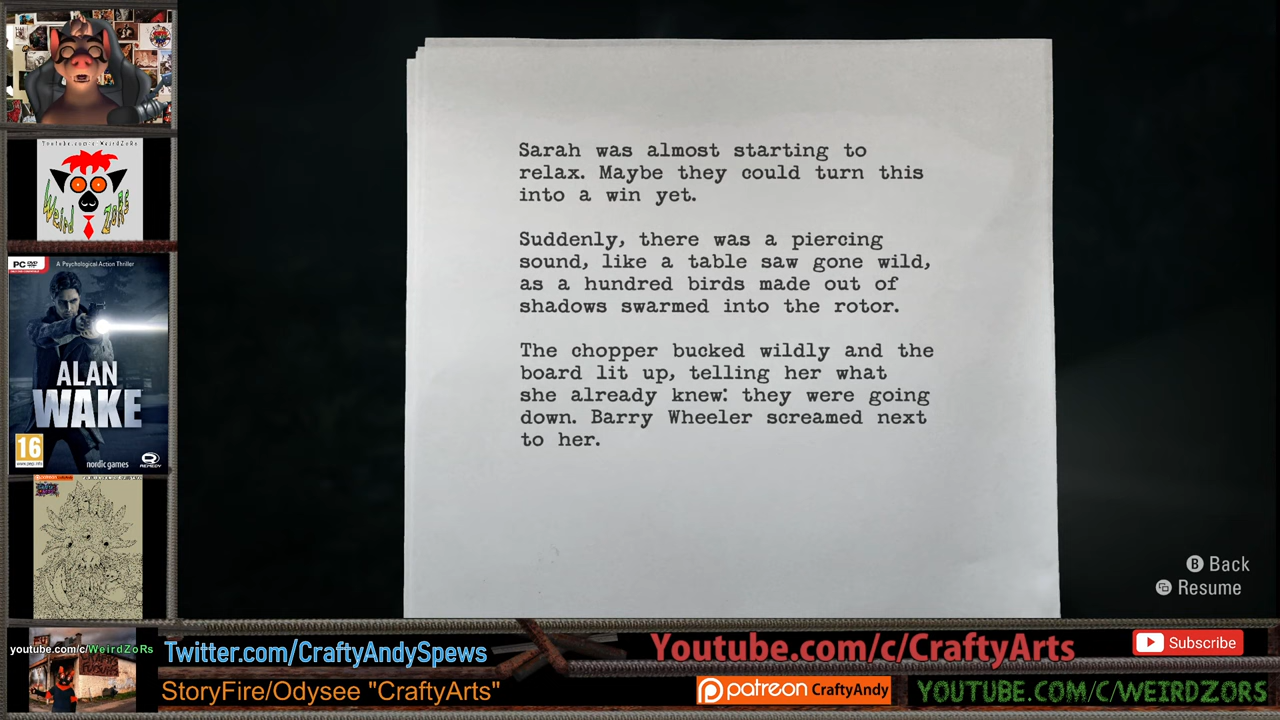 Youtube.com/c/WeirdZoRs
Weird ZoRs
PC DVD
A Psychological Action Thriller
ALAN
WAKE
16
nordic games
REMEDY
youtube.com/c/WeirdZoRs
Sarah was almost starting to
relax. Maybe they could turn this
into a win yet.
Suddenly, there was a piercing
sound, like a table saw gone wild,
as a hundred birds made out of
shadows swarmed into the rotor.
The chopper bucked wildly and the
board lit up, telling her what
she already knew: they were going
down. Barry Wheeler screamed next
to her.
B Back
Resume
Twitter.com/CraftyAndySpews
StoryFire/Odysee "CraftyArts"
Youtube.com/c/CraftyArts
Subscribe
patreon CraftyAndy
YOUTUBE.COM/C/WEIRDZORS